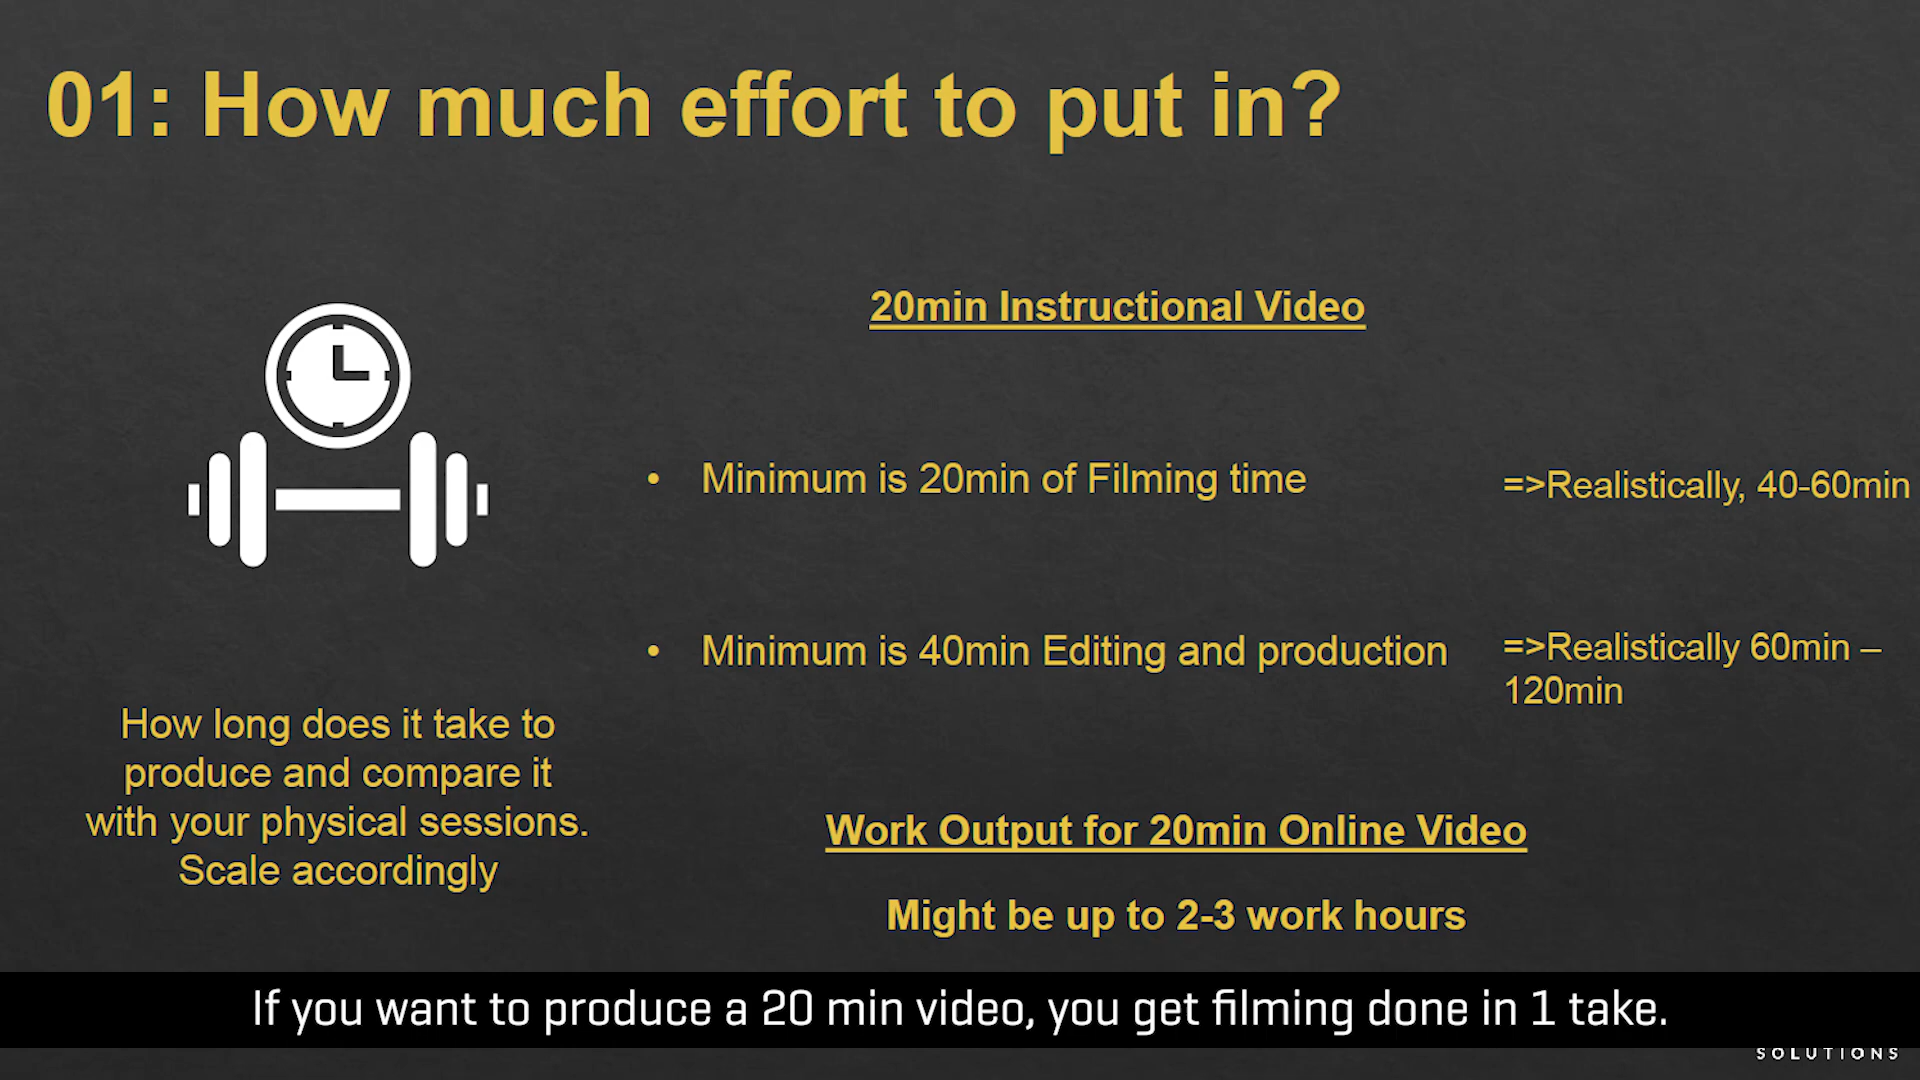 01: How much effort to put in?
20min Instructional Video
• Minimum is 20min of Filming time
=>Realistically, 40-60min
• Minimum is 40min Editing and production
=>Realistically 60min –
120min
How long does it take to
produce and compare it
with your physical sessions.
Scale accordingly
Work Output for 20min Online Video
Might be up to 2-3 work hours
If you want to produce a 20 min video, you get filming done in 1 take.
SOLUTIONS